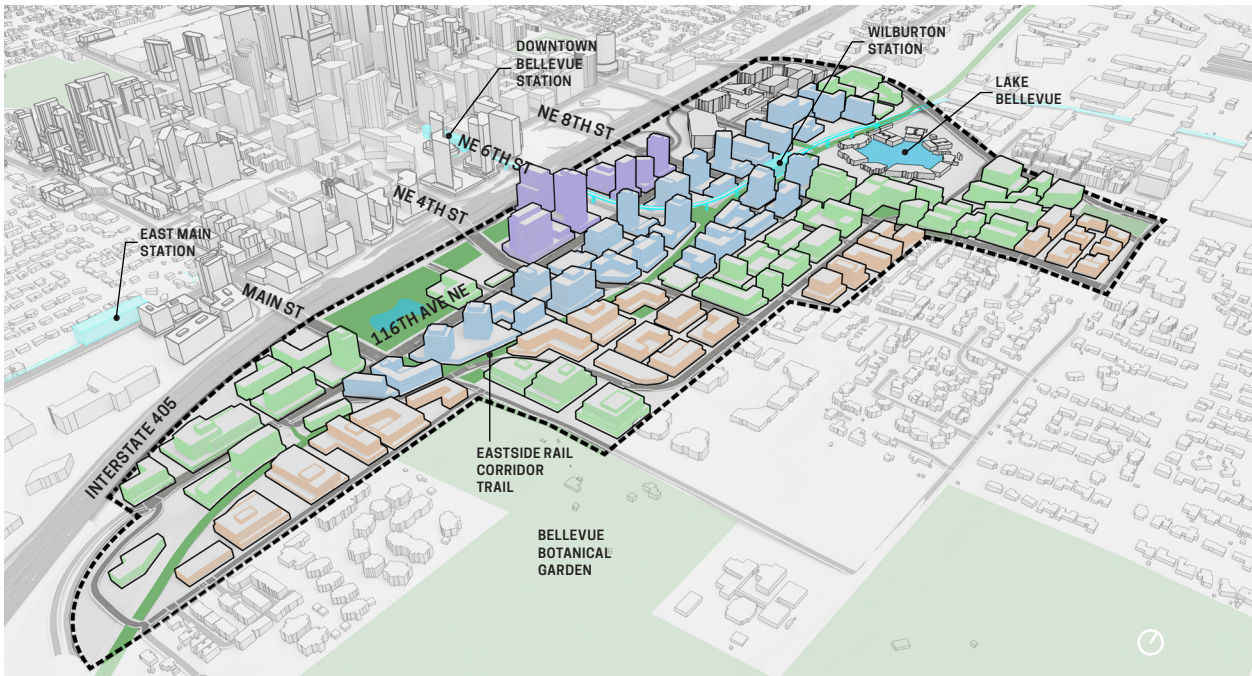 WILBURTON
STATION
DOWNTOWN
BELLEVUE
STATION
LAKE
BELLEVUE
NE 8TH ST
NE 6TH ST
NE 4TH ST
EAST MAIN
STATION
MAIN ST
116TH AVE NE
INTERSTATE 405
EASTSIDE RAIL
CORRIDOR
TRAIL
BELLEVUE
BOTANICAL
GARDEN